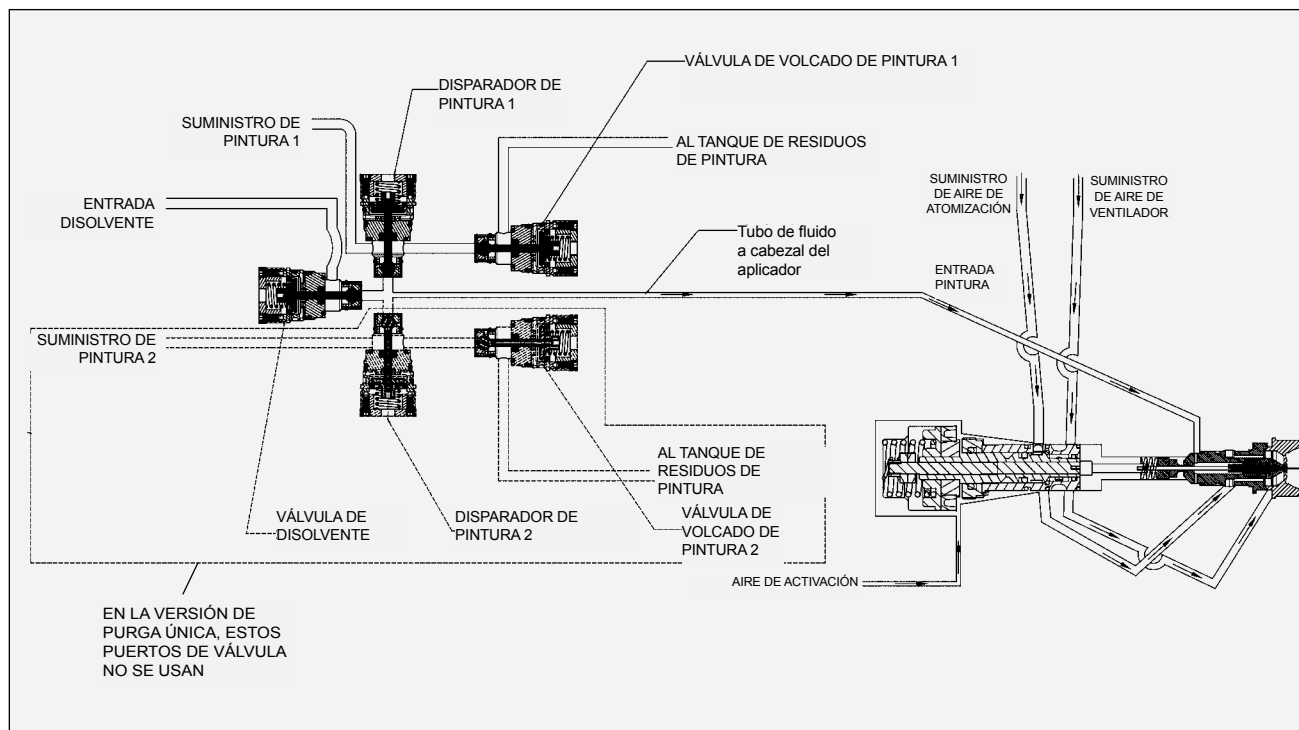 VÁLVULA DE VOLCADO DE PINTURA 1
DISPARADOR DE
PINTURA 1
SUMINISTRO DE
PINTURA 1
AL TANQUE DE RESIDUOS
DE PINTURA
ENTRADA
DISOLVENTE
SUMINISTRO
DE AIRE DE
ATOMIZACIÓN
SUMINISTRO
DE AIRE DE
VENTILADOR
Tubo de fluido
a cabezal del
aplicador
ENTRADA
PINTURA
SUMINISTRO DE
PINTURA 2
AL TANQUE DE
RESIDUOS DE
PINTURA
VÁLVULA DE
DISOLVENTE
DISPARADOR DE
PINTURA 2
VÁLVULA DE
VOLCADO DE
PINTURA 2
AIRE DE ACTIVACIÓN
EN LA VERSIÓN DE
PURGA ÚNICA, ESTOS
PUERTOS DE VÁLVULA
NO SE USAN